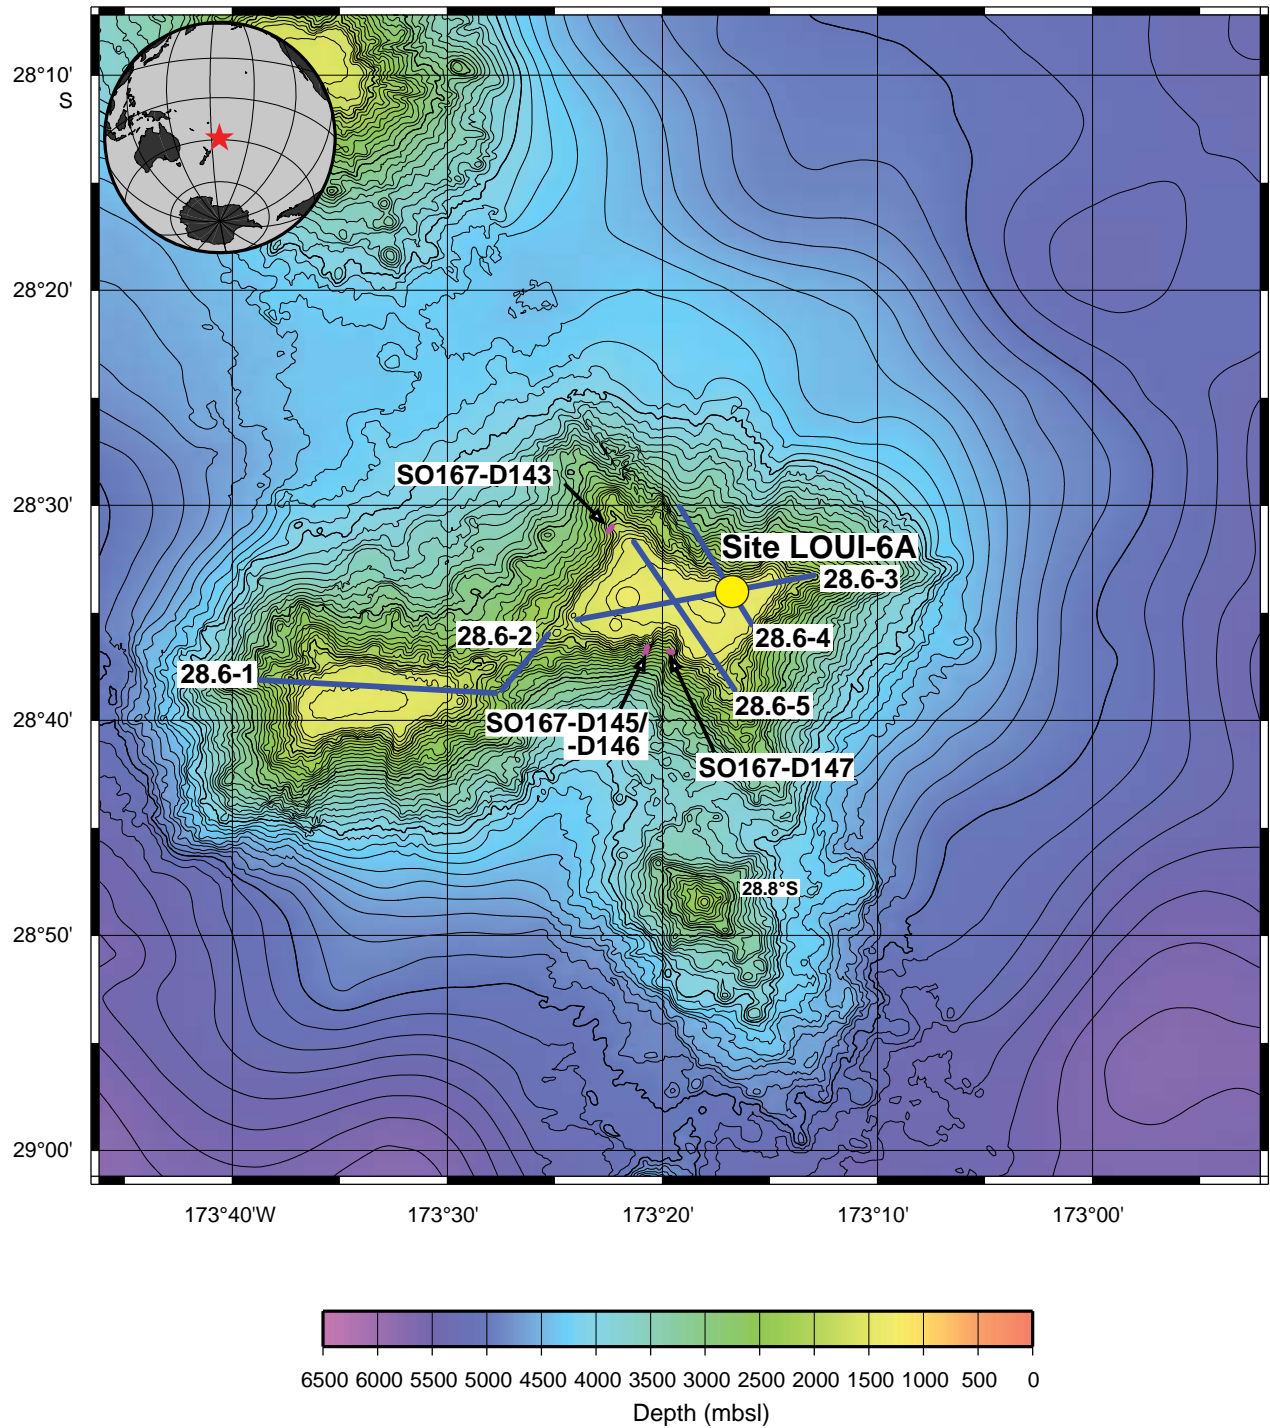 28°10'
S
28°20'
28°30'
28°40'
28°50'
29°00'
SO167-D143
Site LOUI-6A
28.6-3
28.6-2
28.6-4
28.6-1
28.6-5
SO167-D145/
-D146
SO167-D147
28.8°S
173°40'W
173°30'
173°20'
173°10'
173°00'
6500 6000 5500 5000 4500 4000 3500 3000 2500 2000 1500 1000 500 0
Depth (mbsl)